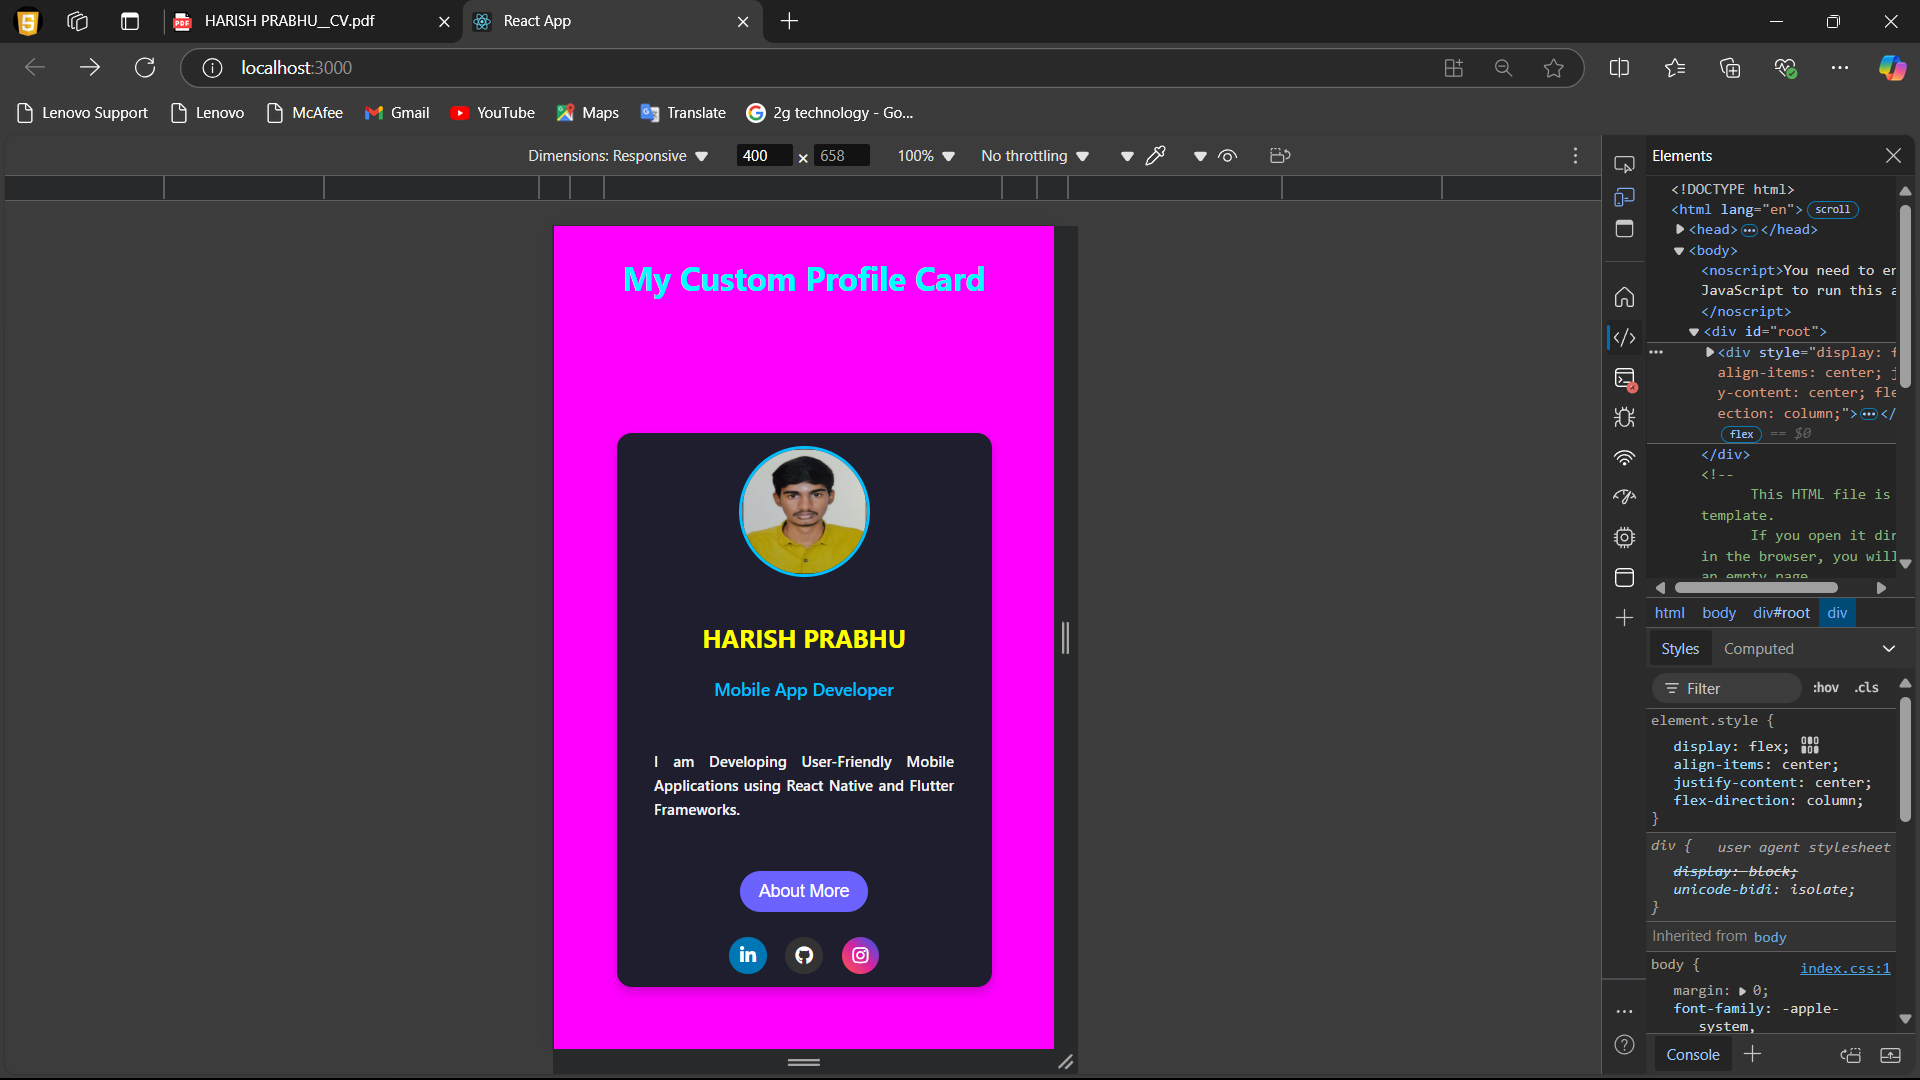 HARISH PRABHU_CV.pdf
React App
localhost:3000
Lenovo Support
Lenovo
McAfee
Gmail
YouTube
Maps
Translate
2g technology - Go...
Dimensions: Responsive
400 × 658
100%
No throttling
My Custom Profile Card
HARISH PRABHU
Mobile App Developer
I am Developing User-Friendly Mobile
Applications using React Native and Flutter
Frameworks.
About More
in
Elements
<!DOCTYPE html>
<html lang="en"> scroll
<head> ••• </head>
<body>
<noscript>You need to er
JavaScript to run this a
</noscript>
<div id="root">
<div style="display: f
align-items: center; j
y-content: center; fle
ection: column;"> ••• </
flex == $0
</div>
<!--
This HTML file is
template.
If you open it dir
in the browser, you will
an empty page
html body div#root div
Styles Computed
Filter :hov .cls
element.style {
display: flex;
align-items: center;
justify-content: center;
flex-direction: column;
}
div { user agent stylesheet
display: block;
unicode-bidi: isolate;
}
Inherited from body
body { index.css:1
margin: 0;
font-family: -apple-
system,
Console